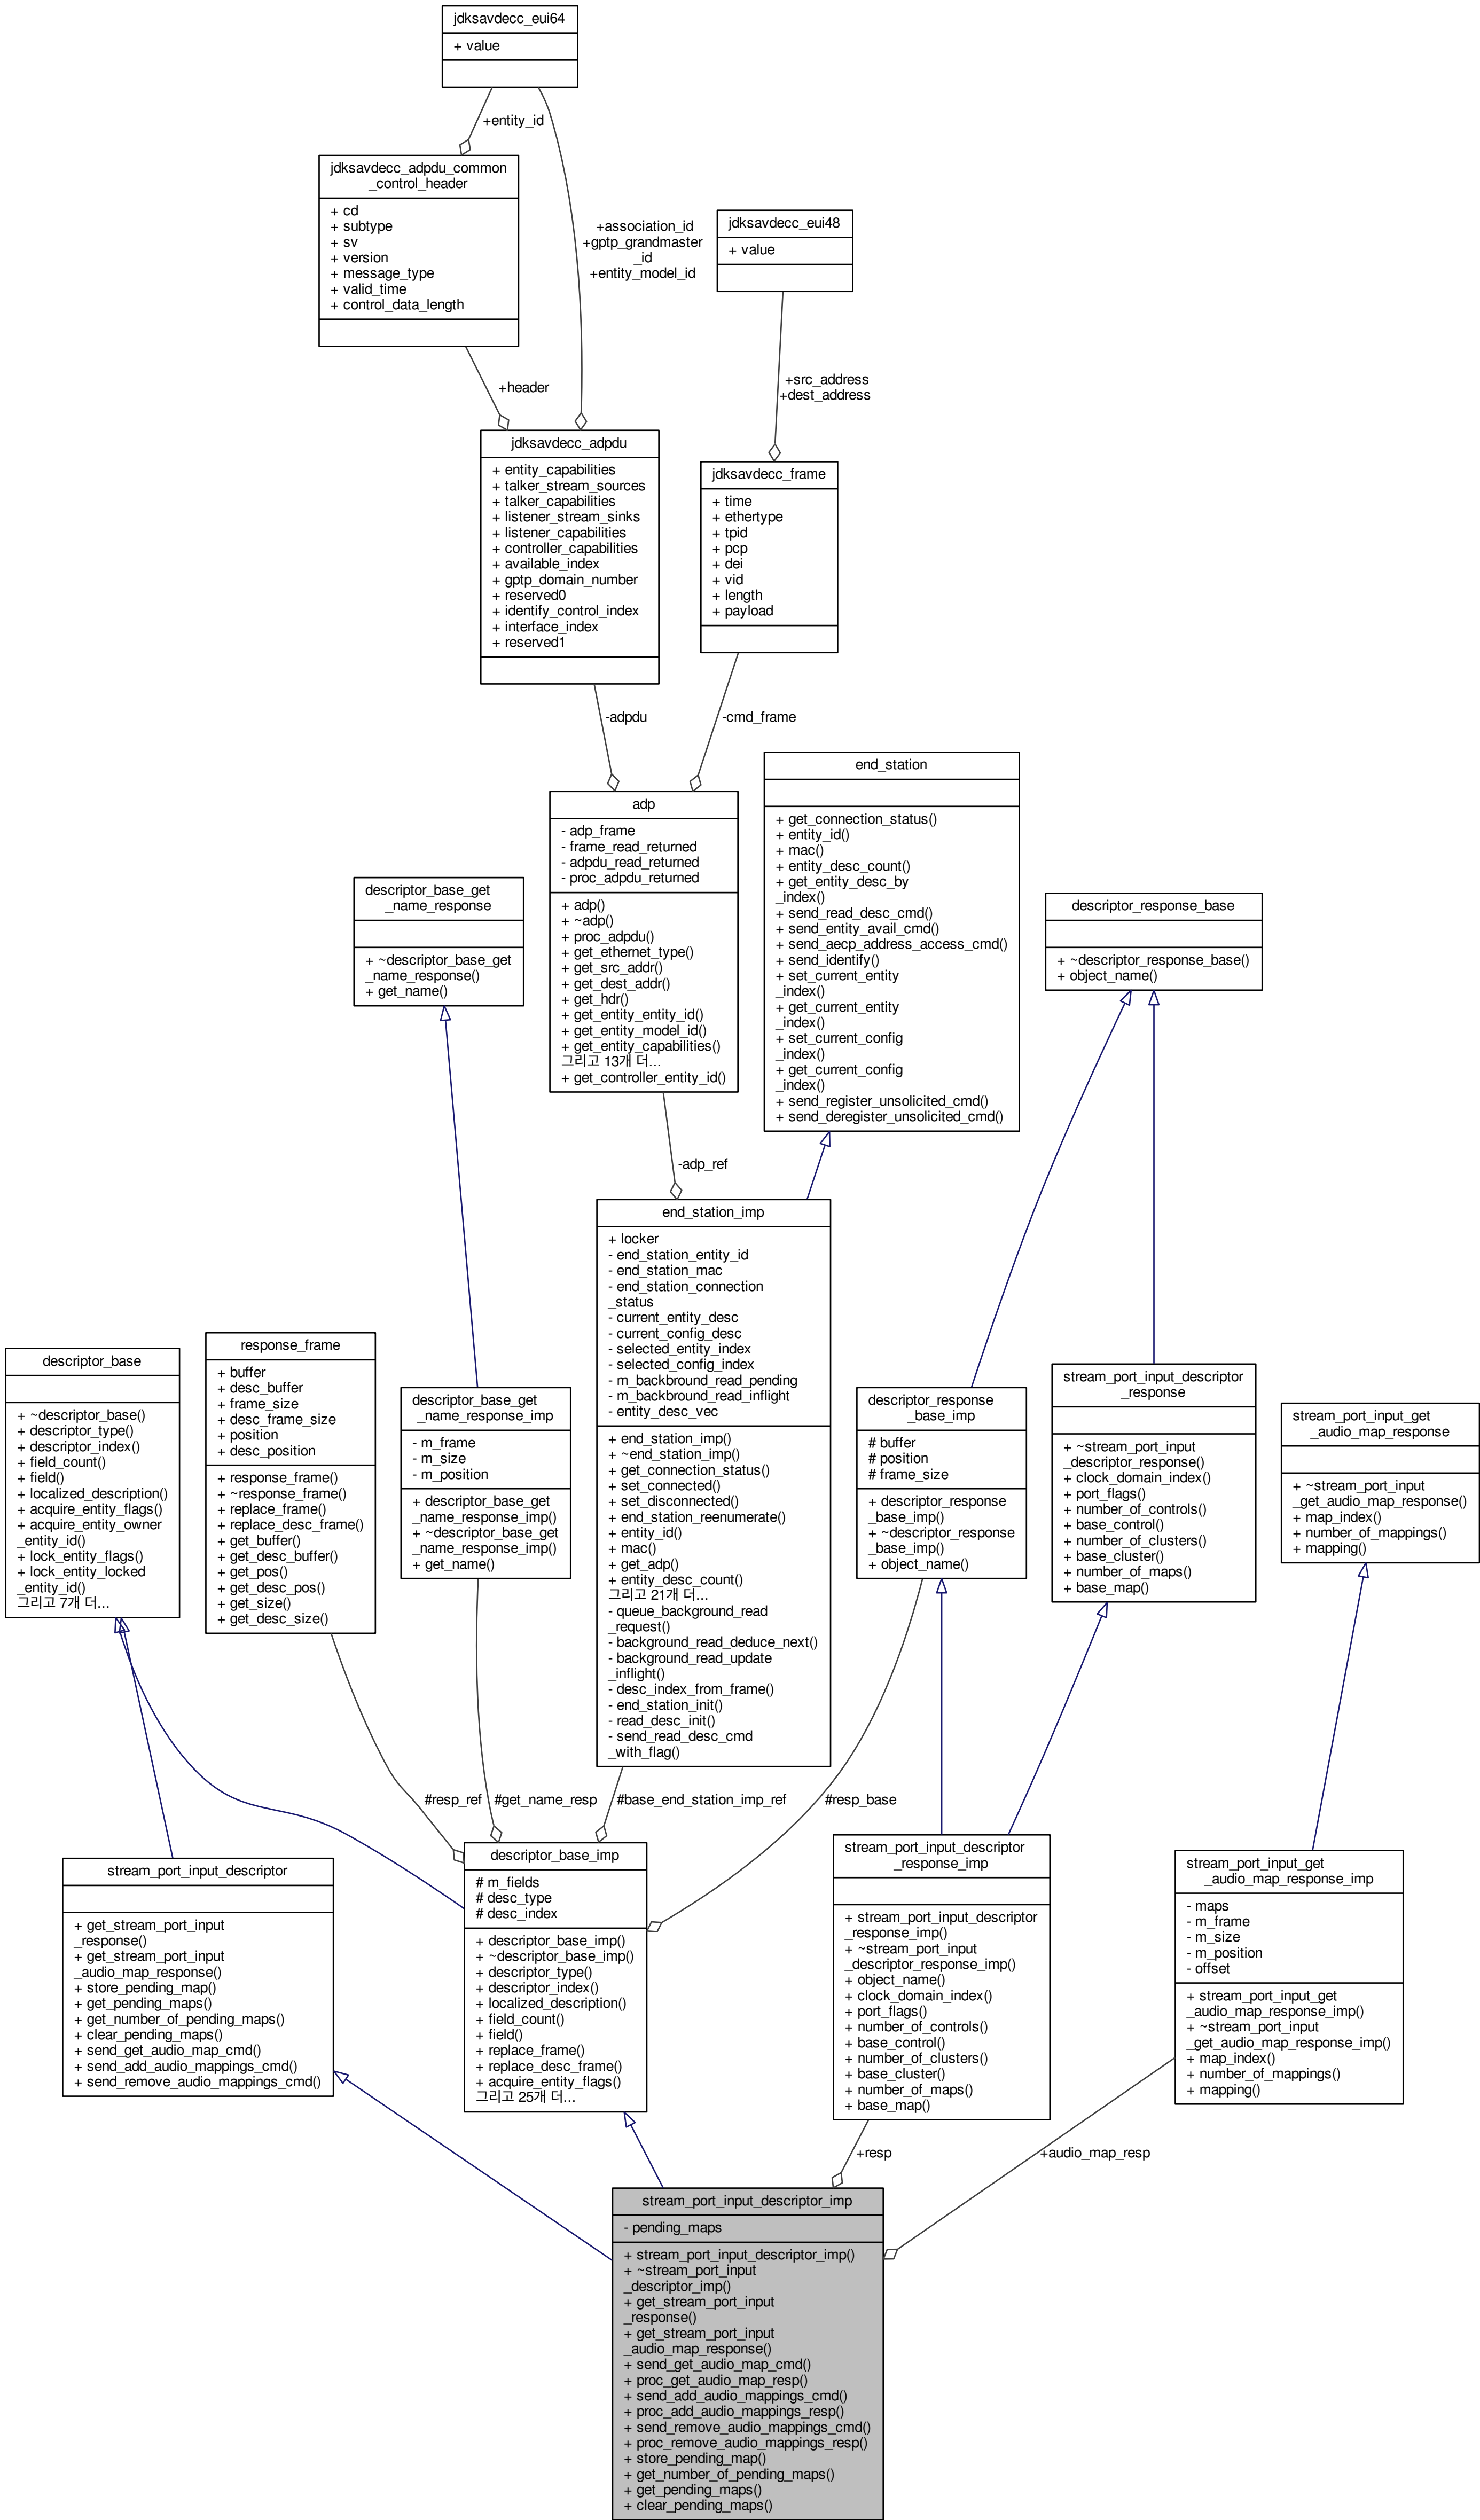 jdksavdecc_eui64
+ value
+entity_id
jdksavdecc_adpdu_common
_control_header
+ cd
+ subtype
+ sv
+ version
+ message_type
+ valid_time
+ control_data_length
+association_id
+gptp_grandmaster
_id
+entity_model_id
jdksavdecc_eui48
+ value
+header
+src_address
+dest_address
jdksavdecc_adpdu
+ entity_capabilities
+ talker_stream_sources
+ talker_capabilities
+ listener_stream_sinks
+ listener_capabilities
+ controller_capabilities
+ available_index
+ gptp_domain_number
+ reserved0
+ identify_control_index
+ interface_index
+ reserved1
jdksavdecc_frame
+ time
+ ethertype
+ tpid
+ pcp
+ dei
+ vid
+ length
+ payload
-adpdu
-cmd_frame
adp
- adp_frame
- frame_read_returned
- adpdu_read_returned
- proc_adpdu_returned
+ adp()
+ ~adp()
+ proc_adpdu()
+ get_ethernet_type()
+ get_src_addr()
+ get_dest_addr()
+ get_hdr()
+ get_entity_entity_id()
+ get_entity_model_id()
+ get_entity_capabilities()
그리고 13개 더...
+ get_controller_entity_id()
end_station
+ get_connection_status()
+ entity_id()
+ mac()
+ entity_desc_count()
+ get_entity_desc_by
_index()
+ send_read_desc_cmd()
+ send_entity_avail_cmd()
+ send_aecp_address_access_cmd()
+ send_identify()
+ set_current_entity
_index()
+ get_current_entity
_index()
+ set_current_config
_index()
+ get_current_config
_index()
+ send_register_unsolicited_cmd()
+ send_deregister_unsolicited_cmd()
descriptor_base_get
_name_response
+ ~descriptor_base_get
_name_response()
+ get_name()
descriptor_response_base
+ ~descriptor_response_base()
+ object_name()
-adp_ref
end_station_imp
+ locker
- end_station_entity_id
- end_station_mac
- end_station_connection
_status
- current_entity_desc
- current_config_desc
- selected_entity_index
- selected_config_index
- m_backbround_read_pending
- m_backbround_read_inflight
- entity_desc_vec
+ end_station_imp()
+ ~end_station_imp()
+ get_connection_status()
+ set_connected()
+ set_disconnected()
+ end_station_reenumerate()
+ entity_id()
+ mac()
+ get_adp()
+ entity_desc_count()
그리고 21개 더...
- queue_background_read
_request()
- background_read_deduce_next()
- background_read_update
_inflight()
- desc_index_from_frame()
- end_station_init()
- read_desc_init()
- send_read_desc_cmd
_with_flag()
descriptor_base
+ ~descriptor_base()
+ descriptor_type()
+ descriptor_index()
+ field_count()
+ field()
+ localized_description()
+ acquire_entity_flags()
+ acquire_entity_owner
_entity_id()
+ lock_entity_flags()
+ lock_entity_locked
_entity_id()
그리고 7개 더...
response_frame
+ buffer
+ desc_buffer
+ frame_size
+ desc_frame_size
+ position
+ desc_position
+ response_frame()
+ ~response_frame()
+ replace_frame()
+ replace_desc_frame()
+ get_buffer()
+ get_desc_buffer()
+ get_pos()
+ get_desc_pos()
+ get_size()
+ get_desc_size()
descriptor_base_get
_name_response_imp
- m_frame
- m_size
- m_position
+ descriptor_base_get
_name_response_imp()
+ ~descriptor_base_get
_name_response_imp()
+ get_name()
descriptor_response
_base_imp
# buffer
# position
# frame_size
+ descriptor_response
_base_imp()
+ ~descriptor_response
_base_imp()
+ object_name()
stream_port_input_descriptor
_response
+ ~stream_port_input
_descriptor_response()
+ clock_domain_index()
+ port_flags()
+ number_of_controls()
+ base_control()
+ number_of_clusters()
+ base_cluster()
+ number_of_maps()
+ base_map()
stream_port_input_get
_audio_map_response
+ ~stream_port_input
_get_audio_map_response()
+ map_index()
+ number_of_mappings()
+ mapping()
#resp_ref
#get_name_resp
#base_end_station_imp_ref
#resp_base
stream_port_input_descriptor
+ get_stream_port_input
_response()
+ get_stream_port_input
_audio_map_response()
+ store_pending_map()
+ get_pending_maps()
+ get_number_of_pending_maps()
+ clear_pending_maps()
+ send_get_audio_map_cmd()
+ send_add_audio_mappings_cmd()
+ send_remove_audio_mappings_cmd()
descriptor_base_imp
# m_fields
# desc_type
# desc_index
+ descriptor_base_imp()
+ ~descriptor_base_imp()
+ descriptor_type()
+ descriptor_index()
+ localized_description()
+ field_count()
+ field()
+ replace_frame()
+ replace_desc_frame()
+ acquire_entity_flags()
그리고 25개 더...
stream_port_input_descriptor
_response_imp
+ stream_port_input_descriptor
_response_imp()
+ ~stream_port_input
_descriptor_response_imp()
+ object_name()
+ clock_domain_index()
+ port_flags()
+ number_of_controls()
+ base_control()
+ number_of_clusters()
+ base_cluster()
+ number_of_maps()
+ base_map()
stream_port_input_get
_audio_map_response_imp
- maps
- m_frame
- m_size
- m_position
- offset
+ stream_port_input_get
_audio_map_response_imp()
+ ~stream_port_input
_get_audio_map_response_imp()
+ map_index()
+ number_of_mappings()
+ mapping()
+resp
+audio_map_resp
stream_port_input_descriptor_imp
- pending_maps
+ stream_port_input_descriptor_imp()
+ ~stream_port_input
_descriptor_imp()
+ get_stream_port_input
_response()
+ get_stream_port_input
_audio_map_response()
+ send_get_audio_map_cmd()
+ proc_get_audio_map_resp()
+ send_add_audio_mappings_cmd()
+ proc_add_audio_mappings_resp()
+ send_remove_audio_mappings_cmd()
+ proc_remove_audio_mappings_resp()
+ store_pending_map()
+ get_number_of_pending_maps()
+ get_pending_maps()
+ clear_pending_maps()